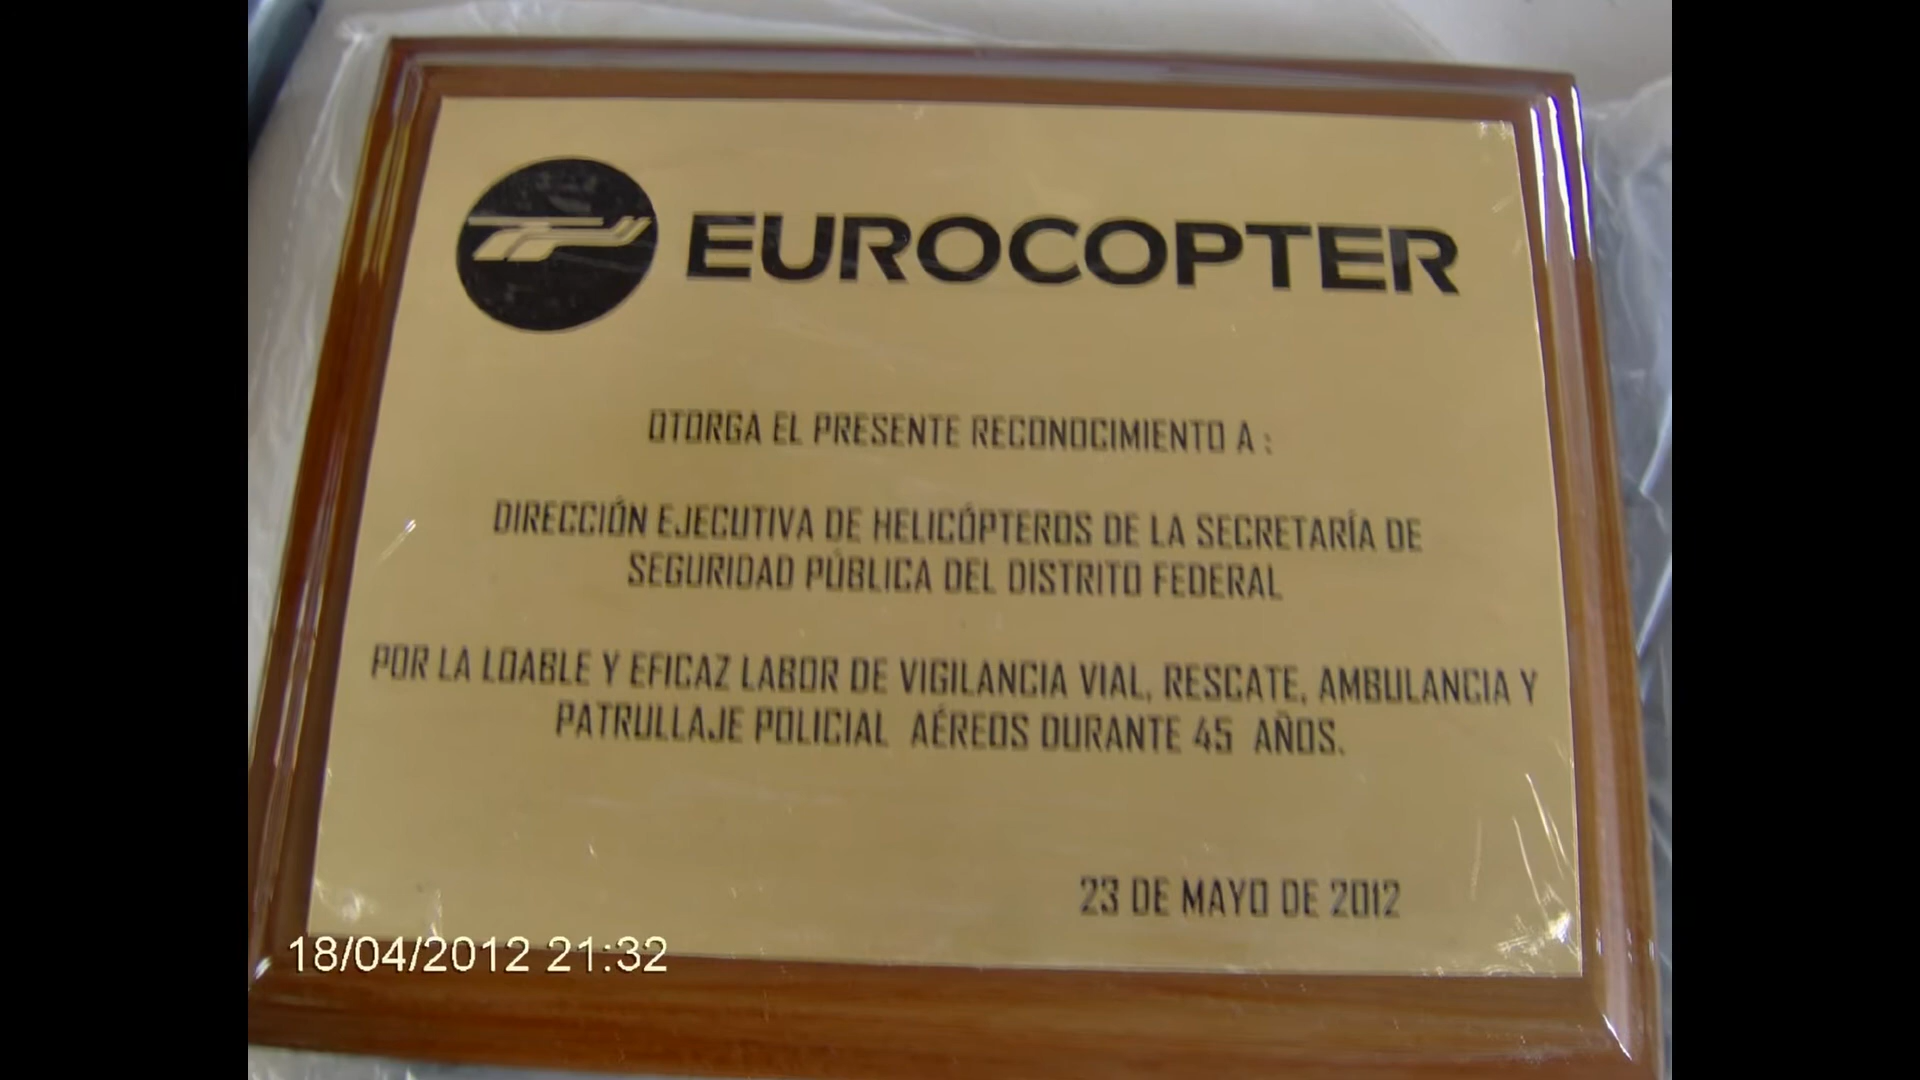 EUROCOPTER
OTORGA EL PRESENTE RECONOCIMIENTO A :
DIRECCIÓN EJECUTIVA DE HELICÓPTEROS DE LA SECRETARÍA DE
SEGURIDAD PÚBLICA DEL DISTRITO FEDERAL
POR LA LOABLE Y EFICAZ LABOR DE VIGILANCIA VIAL, RESCATE, AMBULANCIA Y
PATRULLAJE POLICIAL AÉREOS DURANTE 45 AÑOS.
23 DE MAYO DE 2012
18/04/2012 21:32